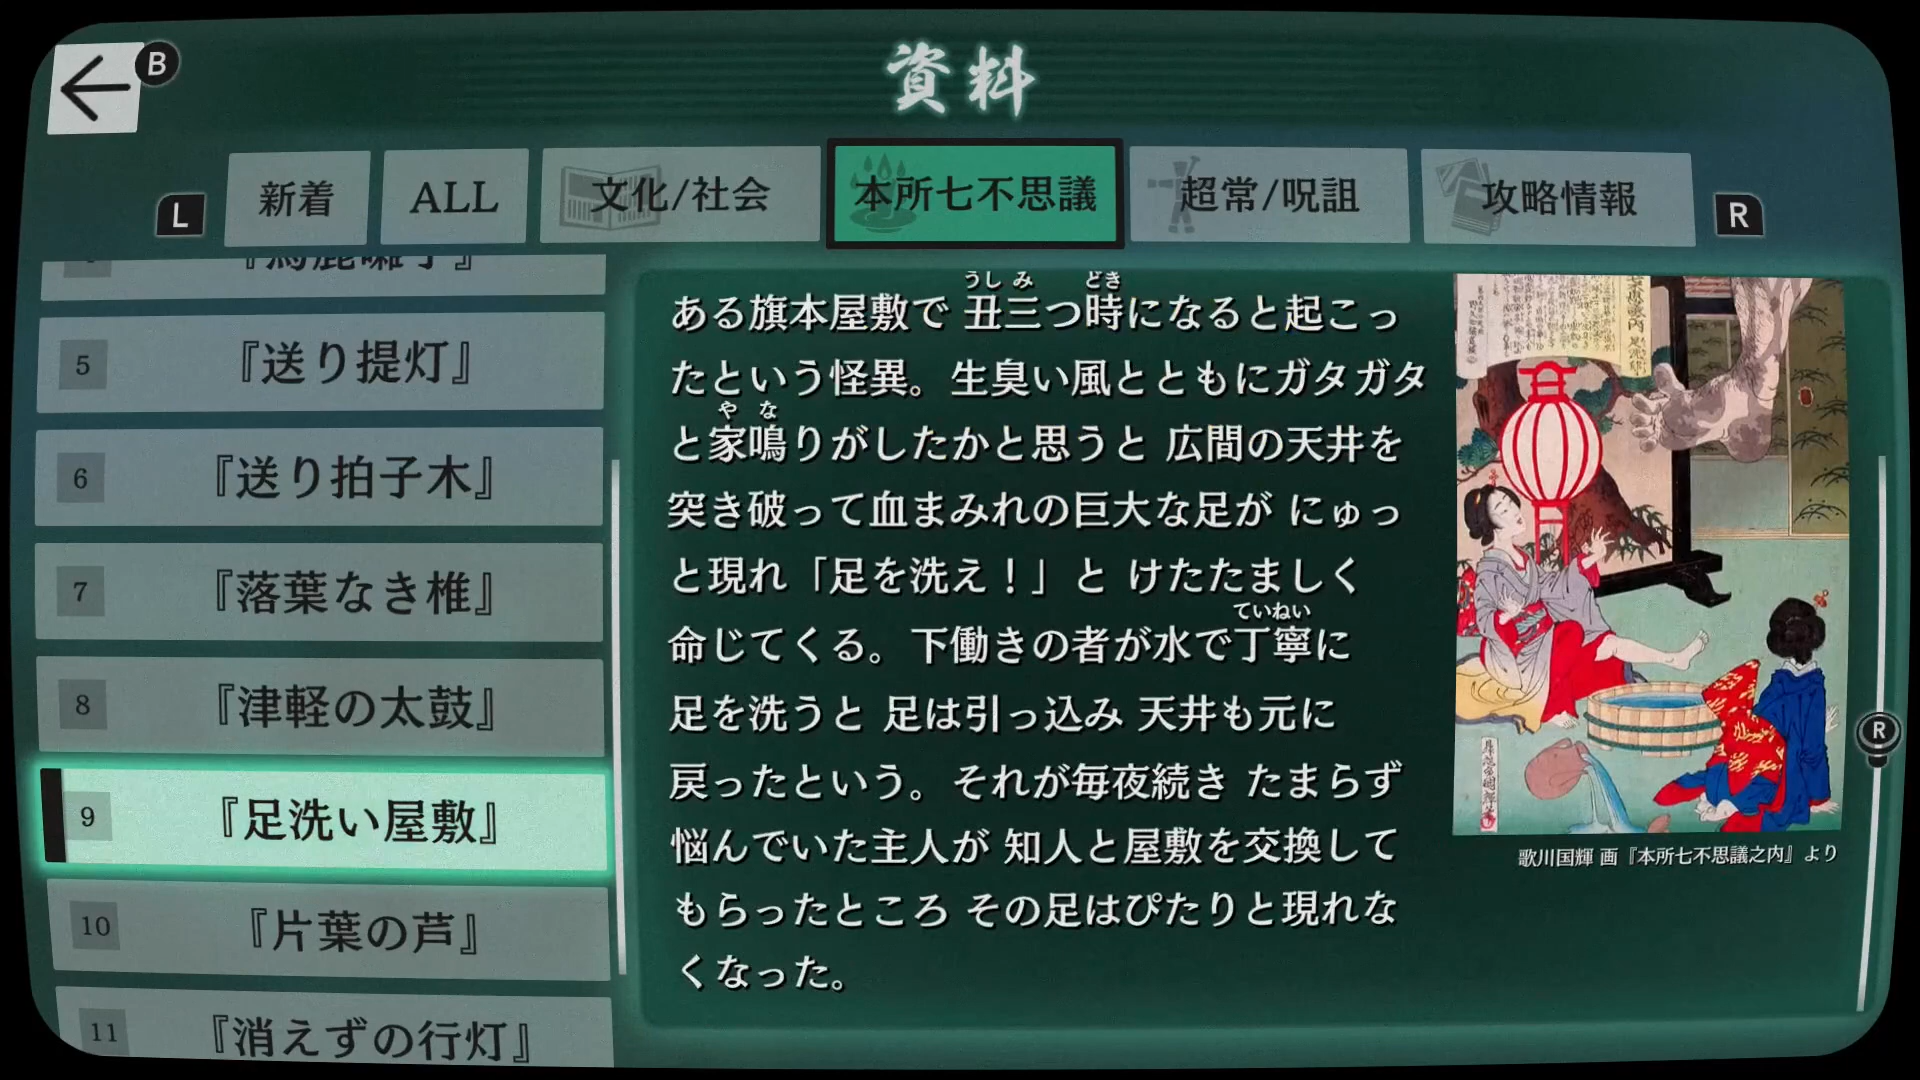 B
資料
L
新着
ALL
文化/社会
本所七不思議
超常/呪詛
攻略情報
R
『馬鹿囃子』
5
『送り提灯』
6
『送り拍子木』
7
『落葉なき椎』
8
『津軽の太鼓』
9
『足洗い屋敷』
10
『片葉の芦』
11
『消えずの行灯』
うしみ どき
ある旗本屋敷で 丑三つ時になると起こっ
たという怪異。生臭い風とともにガタガタ
やな
と家鳴りがしたかと思うと 広間の天井を
突き破って血まみれの巨大な足が にゅっ
と現れ「足を洗え！」と けたたましく
ていねい
命じてくる。下働きの者が水で丁寧に
足を洗うと 足は引っ込み 天井も元に
戻ったという。それが毎夜続き たまらず
悩んでいた主人が 知人と屋敷を交換して
もらったところ その足はぴたりと現れな
くなった。
歌川国輝 画『本所七不思議之内』より
R